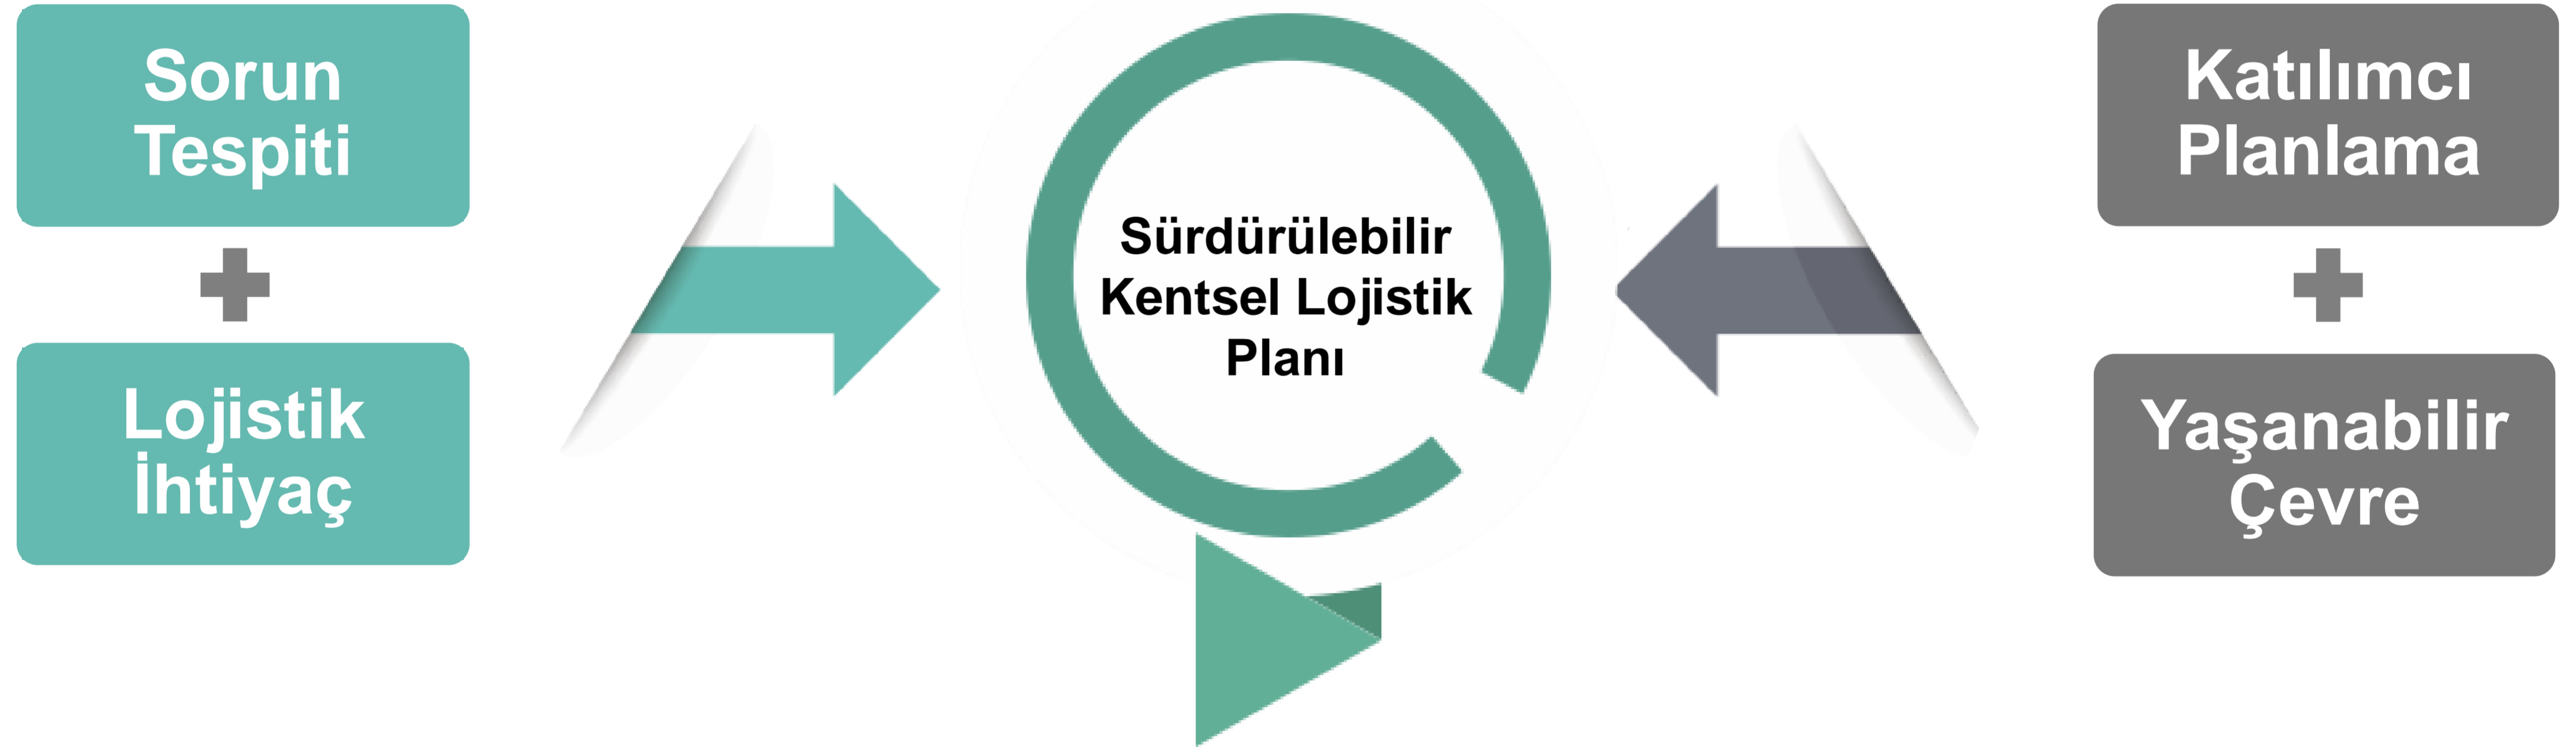 Sorun
Tespiti
Lojistik
İhtiyaç
Sürdürülebilir
Kentsel Lojistik
Planı
Katılımcı
Planlama
Yaşanabilir
Çevre